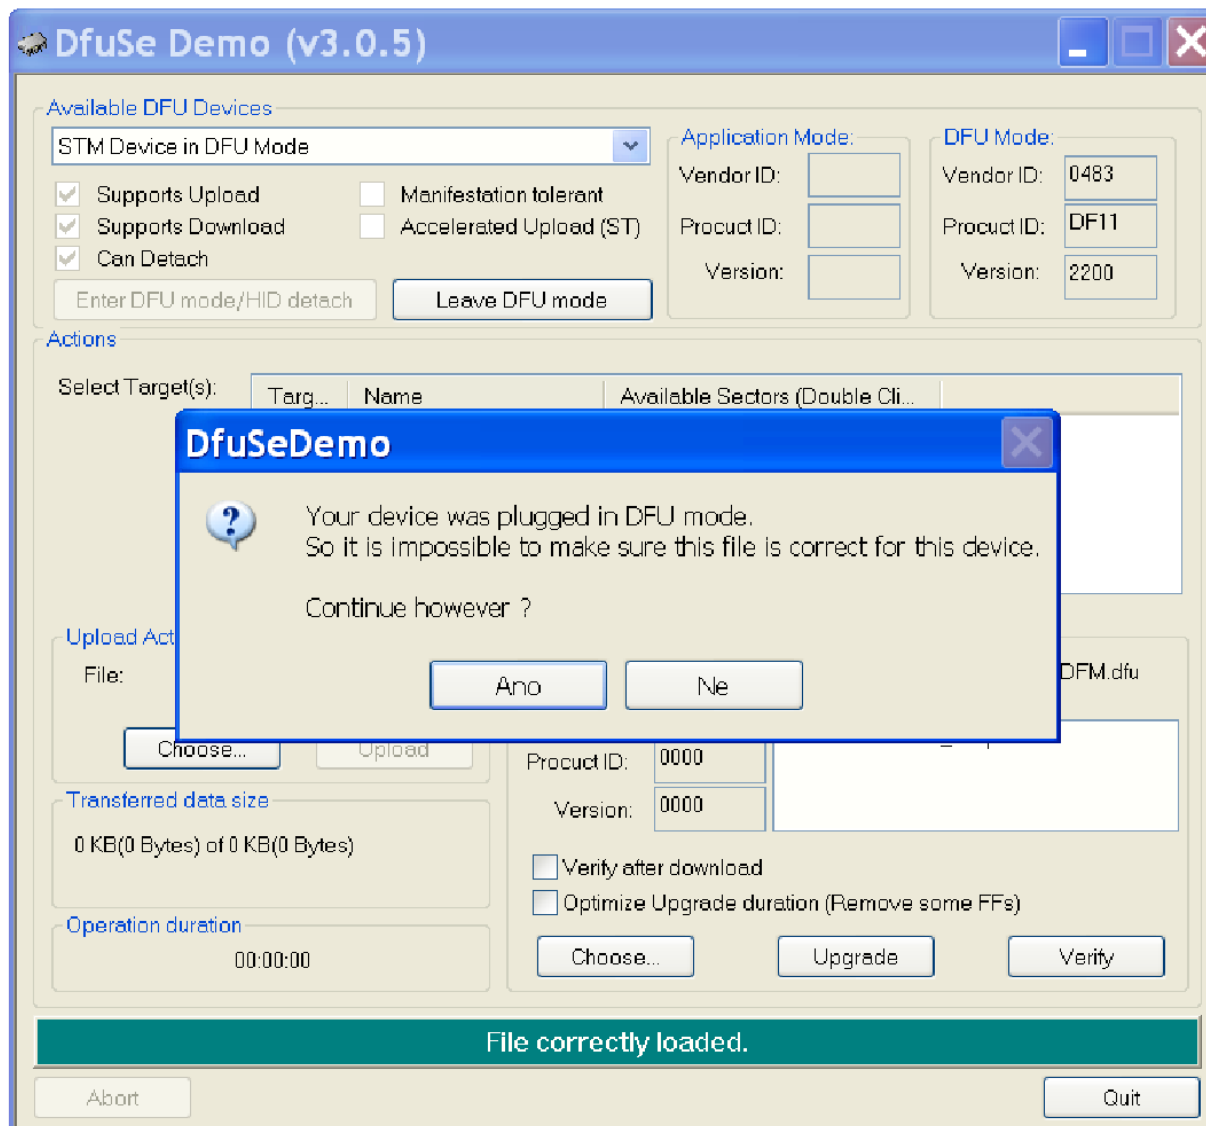 DfuSe Demo (v3.0.5)
Available DFU Devices
STM Device in DFU Mode
Supports Upload
Manifestation tolerant
Supports Download
Accelerated Upload (ST)
Can Detach
Enter DFU mode/HID detach
Leave DFU mode
Application Mode:
Vendor ID:
Procuct ID:
Version:
DFU Mode:
Vendor ID: 0483
Procuct ID: DF11
Version: 2200
Actions
Select Target(s):
Targ... Name Available Sectors (Double Cli...
DfuSeDemo
Your device was plugged in DFU mode.
So it is impossible to make sure this file is correct for this device.
Continue however ?
Ano
Ne
Upload Act
File:
DFM.dfu
Choose...
Upload
Procuct ID: 0000
Version: 0000
Transferred data size
0 KB(0 Bytes) of 0 KB(0 Bytes)
Verify after download
Optimize Upgrade duration (Remove some FFs)
Operation duration
00:00:00
Choose...
Upgrade
Verify
File correctly loaded.
Abort
Quit